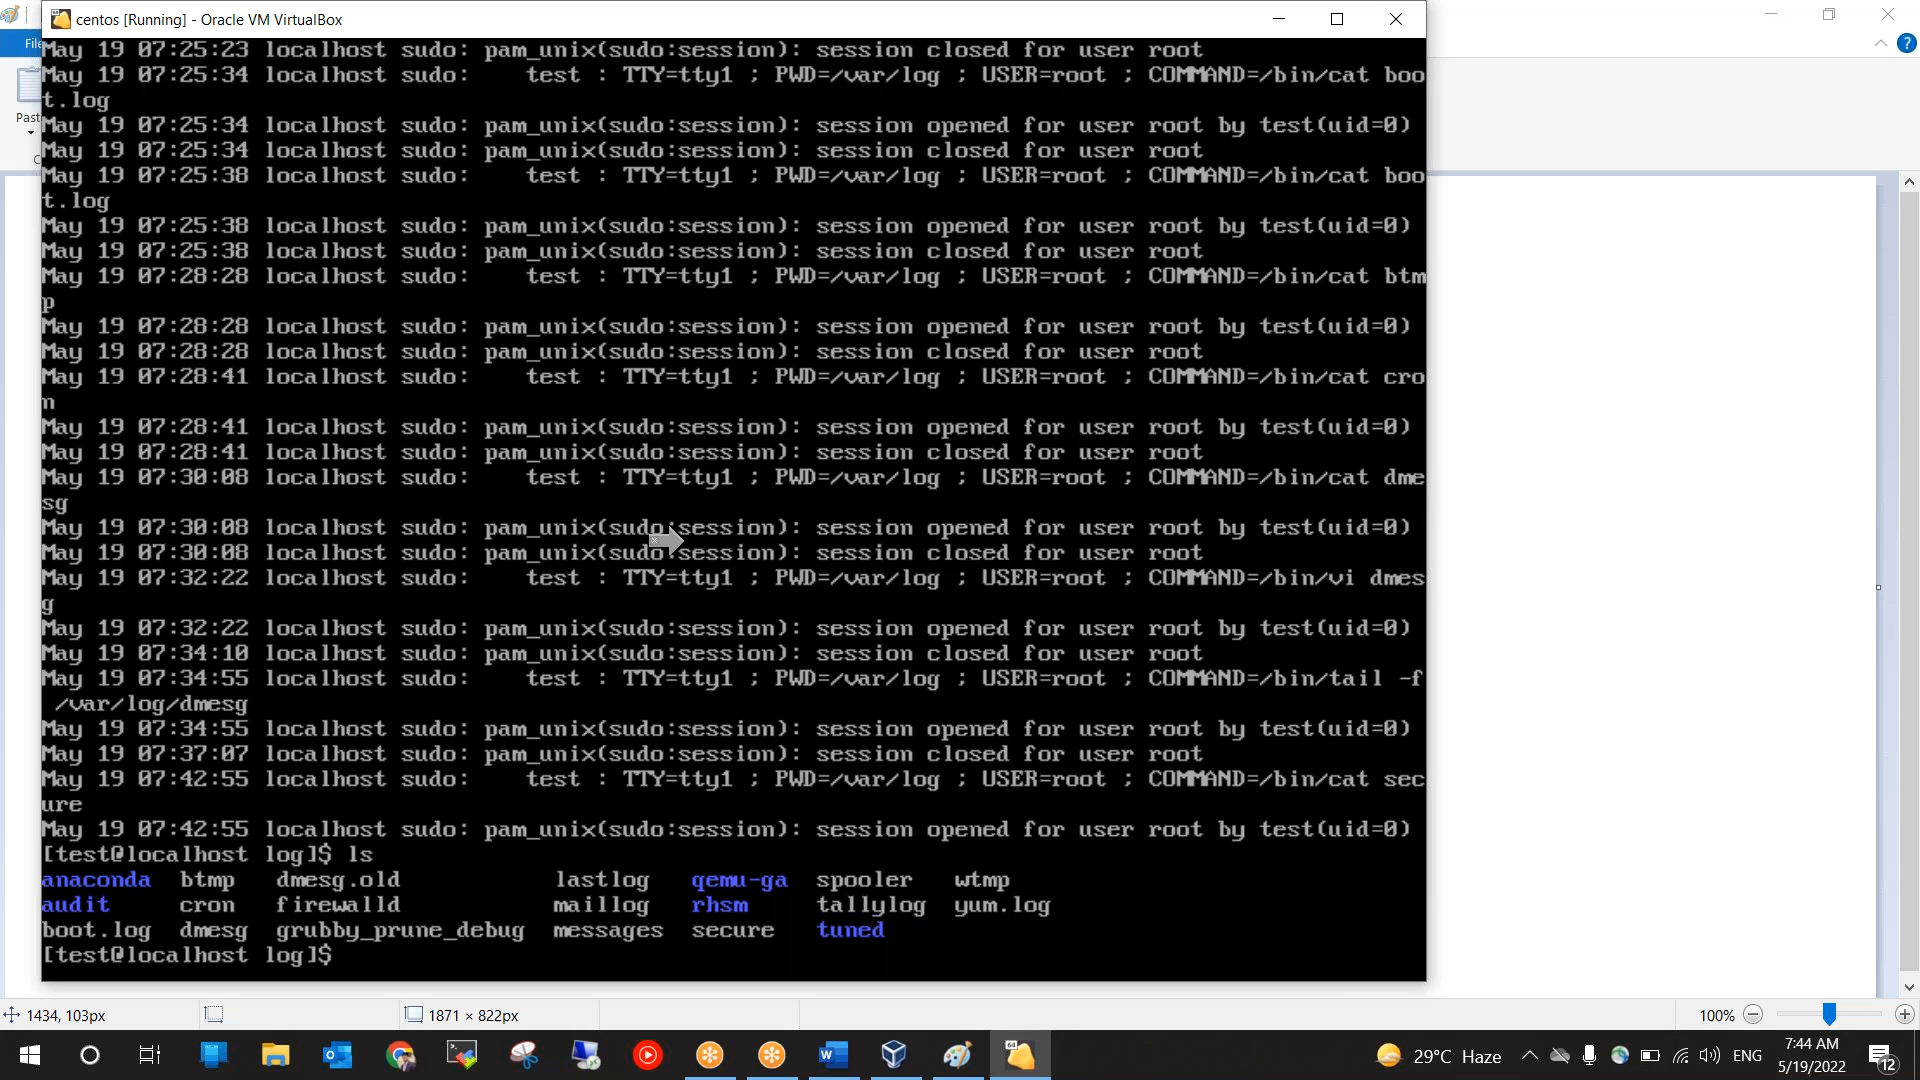 centos [Running] - Oracle VM VirtualBox
File
Past
May 19 07:25:23 localhost sudo: pam_unix(sudo:session): session closed for user root
May 19 07:25:34 localhost sudo:    test : TTY=tty1 ; PWD=/var/log ; USER=root ; COMMAND=/bin/cat boo
t.log
May 19 07:25:34 localhost sudo: pam_unix(sudo:session): session opened for user root by test(uid=0)
May 19 07:25:34 localhost sudo: pam_unix(sudo:session): session closed for user root
May 19 07:25:38 localhost sudo:    test : TTY=tty1 ; PWD=/var/log ; USER=root ; COMMAND=/bin/cat boo
t.log
May 19 07:25:38 localhost sudo: pam_unix(sudo:session): session opened for user root by test(uid=0)
May 19 07:25:38 localhost sudo: pam_unix(sudo:session): session closed for user root
May 19 07:28:28 localhost sudo:    test : TTY=tty1 ; PWD=/var/log ; USER=root ; COMMAND=/bin/cat btm
p
May 19 07:28:28 localhost sudo: pam_unix(sudo:session): session opened for user root by test(uid=0)
May 19 07:28:28 localhost sudo: pam_unix(sudo:session): session closed for user root
May 19 07:28:41 localhost sudo:    test : TTY=tty1 ; PWD=/var/log ; USER=root ; COMMAND=/bin/cat cro
n
May 19 07:28:41 localhost sudo: pam_unix(sudo:session): session opened for user root by test(uid=0)
May 19 07:28:41 localhost sudo: pam_unix(sudo:session): session closed for user root
May 19 07:30:08 localhost sudo:    test : TTY=tty1 ; PWD=/var/log ; USER=root ; COMMAND=/bin/cat dme
sg
May 19 07:30:08 localhost sudo: pam_unix(sudo:session): session opened for user root by test(uid=0)
May 19 07:30:08 localhost sudo: pam_unix(sudo:session): session closed for user root
May 19 07:32:22 localhost sudo:    test : TTY=tty1 ; PWD=/var/log ; USER=root ; COMMAND=/bin/vi dmes
g
May 19 07:32:22 localhost sudo: pam_unix(sudo:session): session opened for user root by test(uid=0)
May 19 07:34:10 localhost sudo: pam_unix(sudo:session): session closed for user root
May 19 07:34:55 localhost sudo:    test : TTY=tty1 ; PWD=/var/log ; USER=root ; COMMAND=/bin/tail -f
 /var/log/dmesg
May 19 07:34:55 localhost sudo: pam_unix(sudo:session): session opened for user root by test(uid=0)
May 19 07:37:07 localhost sudo: pam_unix(sudo:session): session closed for user root
May 19 07:42:55 localhost sudo:    test : TTY=tty1 ; PWD=/var/log ; USER=root ; COMMAND=/bin/cat sec
ure
May 19 07:42:55 localhost sudo: pam_unix(sudo:session): session opened for user root by test(uid=0)
[test@localhost log]$ ls
anaconda  btmp  dmesg.old           lastlog   qemu-ga  spooler   wtmp
audit     cron  firewalld           maillog   rhsm     tallylog  yum.log
boot.log  dmesg  grubby_prune_debug  messages  secure   tuned
[test@localhost log]$
1434, 103px
1871 × 822px
100%
29°C Haze
ENG
7:44 AM
5/19/2022
12